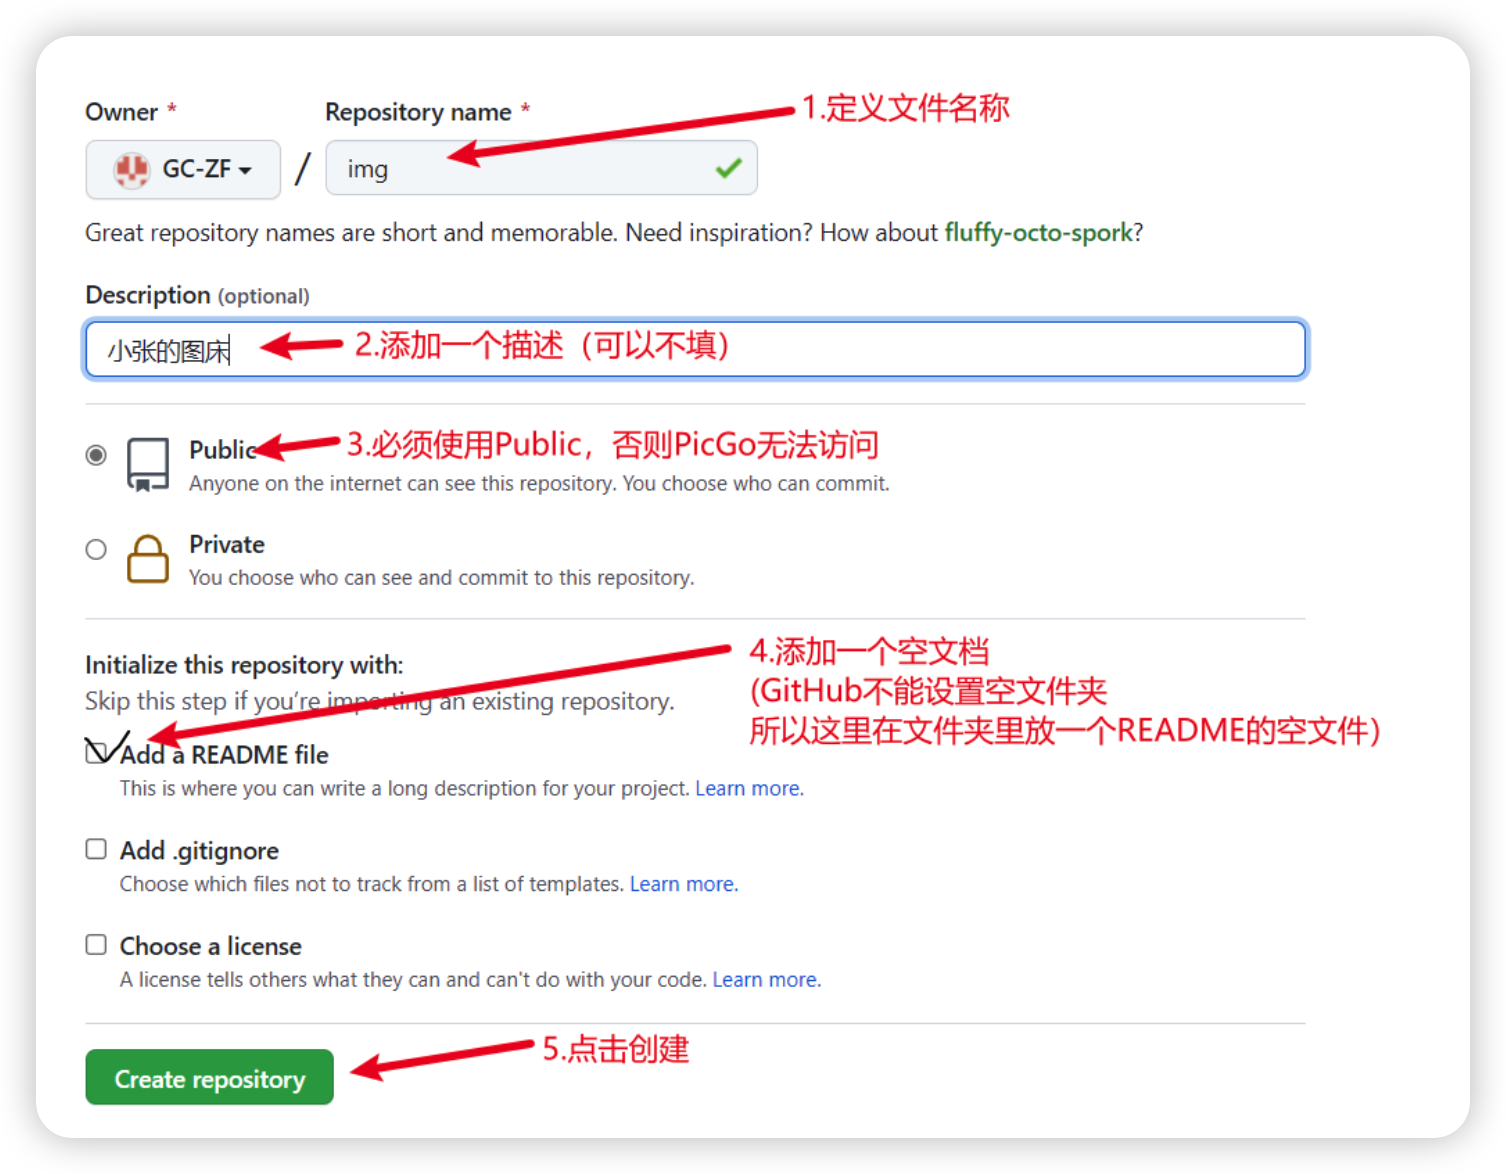 Owner * Repository name * 1.定义文件名称
GC-ZF / img
Great repository names are short and memorable. Need inspiration? How about fluffy-octo-spork?
Description (optional)
小张的图床 2.添加一个描述（可以不填）
Public 3.必须使用Public，否则PicGo无法访问
Anyone on the internet can see this repository. You choose who can commit.
Private
You choose who can see and commit to this repository.
Initialize this repository with:
Skip this step if you're importing an existing repository.
4.添加一个空文档
(GitHub不能设置空文件夹
所以这里在文件夹里放一个README的空文件）
Add a README file
This is where you can write a long description for your project. Learn more.
Add .gitignore
Choose which files not to track from a list of templates. Learn more.
Choose a license
A license tells others what they can and can't do with your code. Learn more.
5.点击创建
Create repository